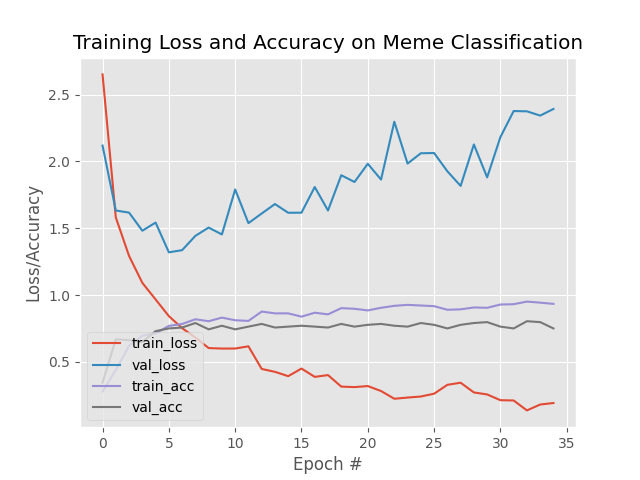 Training Loss and Accuracy on Meme Classification
2.5
2.0
1.5
1.0
0.5
Loss/Accuracy
train_loss
val_loss
train_acc
val_acc
0 5 10 15 20 25 30 35
Epoch #